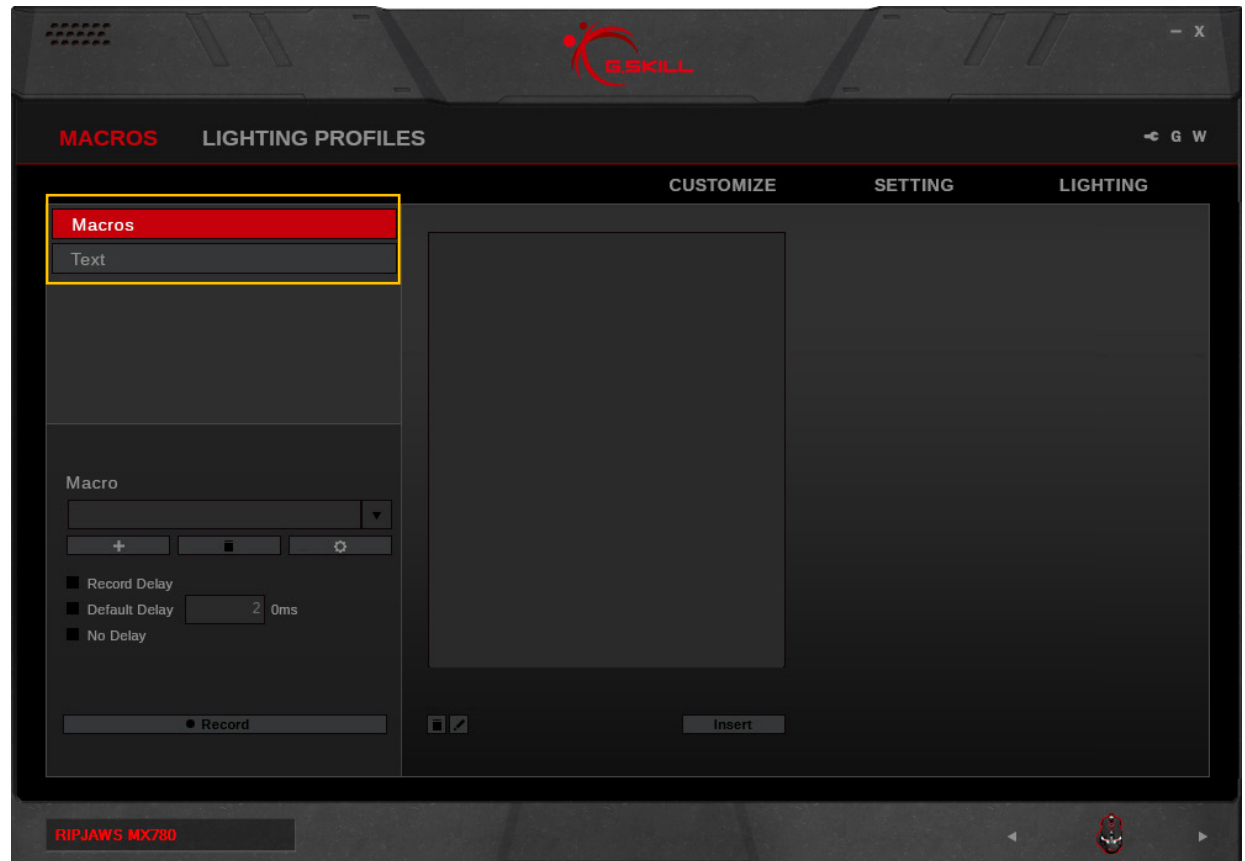 G.SKILL
– X
MACROS LIGHTING PROFILES G W
CUSTOMIZE SETTING LIGHTING
Macros
Text
Macro
Record Delay
Default Delay 2 0ms
No Delay
Record Insert
RIPJAWS MX780